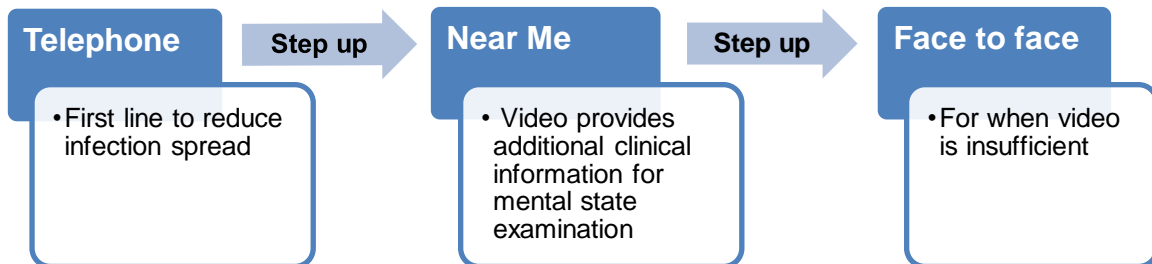 Telephone
Step up
Near Me
Step up
Face to face
•First line to reduce
infection spread
• Video provides
additional clinical
information for
mental state
examination
•For when video
is insufficient